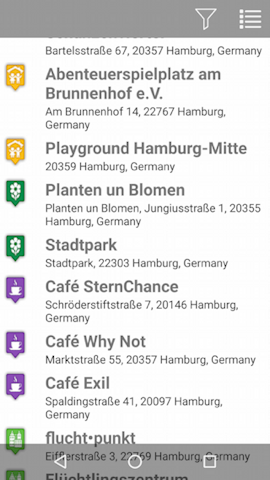 Bartelsstraße 67, 20357 Hamburg, Germany
Abenteuerspielplatz am
Brunnenhof e.V.
Am Brunnenhof 14, 22767 Hamburg,
Germany
Playground Hamburg-Mitte
20359 Hamburg, Germany
Planten un Blomen
Planten un Blomen, Jungiusstraße 1, 20355
Hamburg, Germany
Stadtpark
Stadtpark, 22303 Hamburg, Germany
Café SternChance
Schröderstiftstraße 7, 20146 Hamburg,
Germany
Café Why Not
Marktstraße 55, 20357 Hamburg, Germany
Café Exil
Spaldingstraße 41, 20097 Hamburg,
Germany
flucht•punkt
Eifflerstraße 3, 22769 Hamburg, Germany
Flüchtlingszentrum